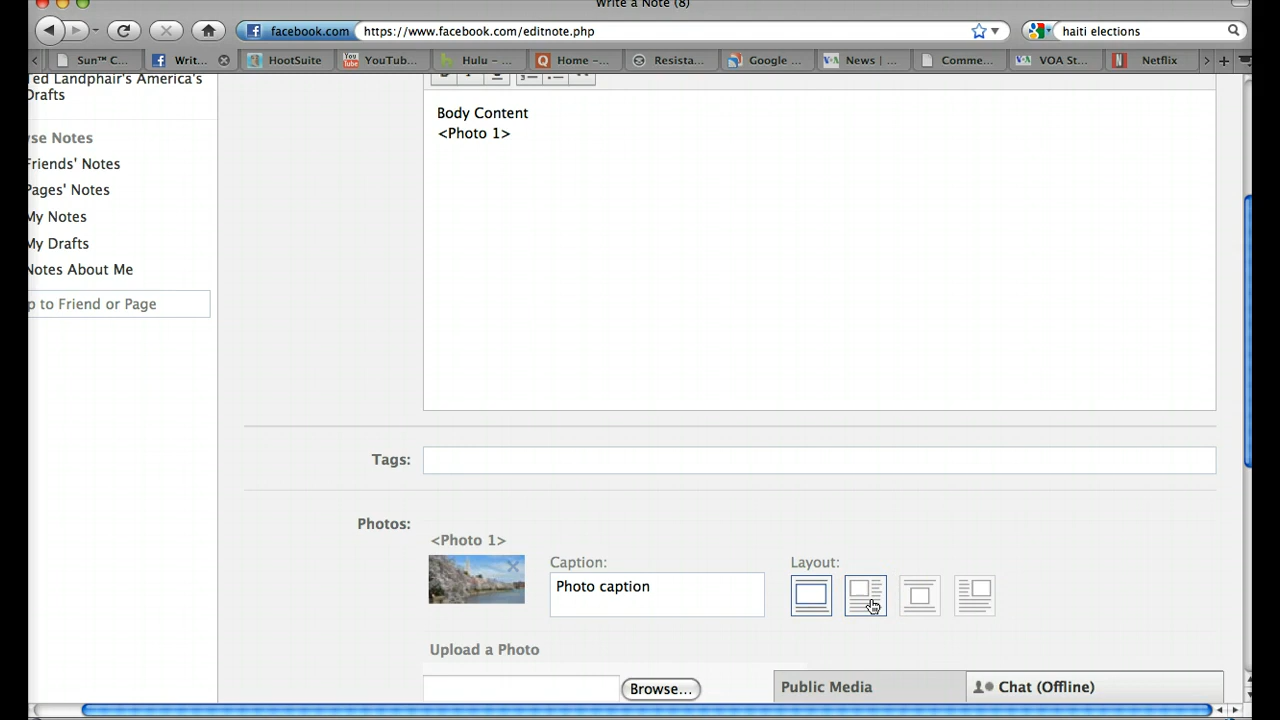 Write a Note (8)
facebook.com https://www.facebook.com/editnote.php haiti elections
Sun™ C... Writ... HootSuite YouTub... Hulu – ... Home –... Resista... Google ... News | ... Comme... VOA St... Netflix
ed Landphair's America's
Drafts
se Notes
Friends' Notes
Pages' Notes
My Notes
My Drafts
Notes About Me
p to Friend or Page
Body Content
<Photo 1>
Tags:
Photos:
<Photo 1>
Caption:
Photo caption
Layout:
Upload a Photo
Browse...
Public Media
Chat (Offline)